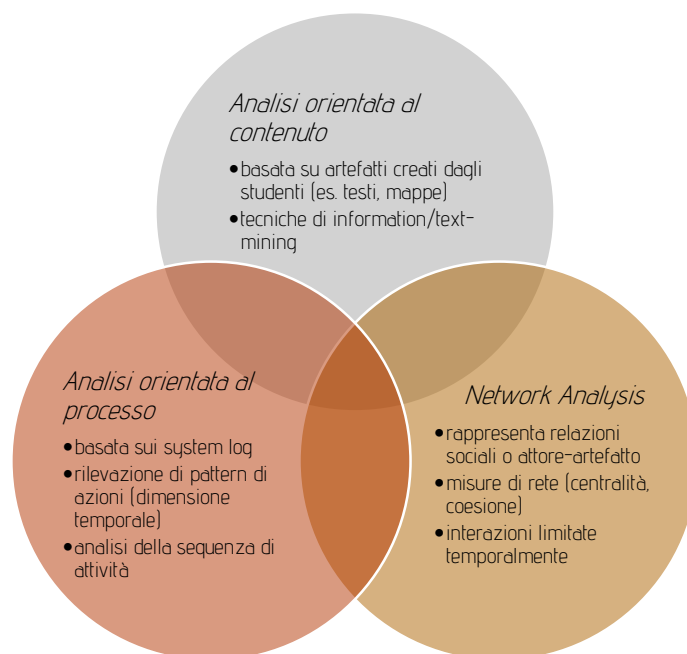 Analisi orientata al
contenuto
•basata su artefatti creati dagli
studenti (es. testi, mappe)
•tecniche di information/text-
mining
Analisi orientata al
processo
•basata sui system log
•rilevazione di pattern di
azioni (dimensione
temporale)
•analisi della sequenza di
attività
Network Analysis
•rappresenta relazioni
sociali o attore-artefatto
•misure di rete (centralità,
coesione)
•interazioni limitate
temporalmente